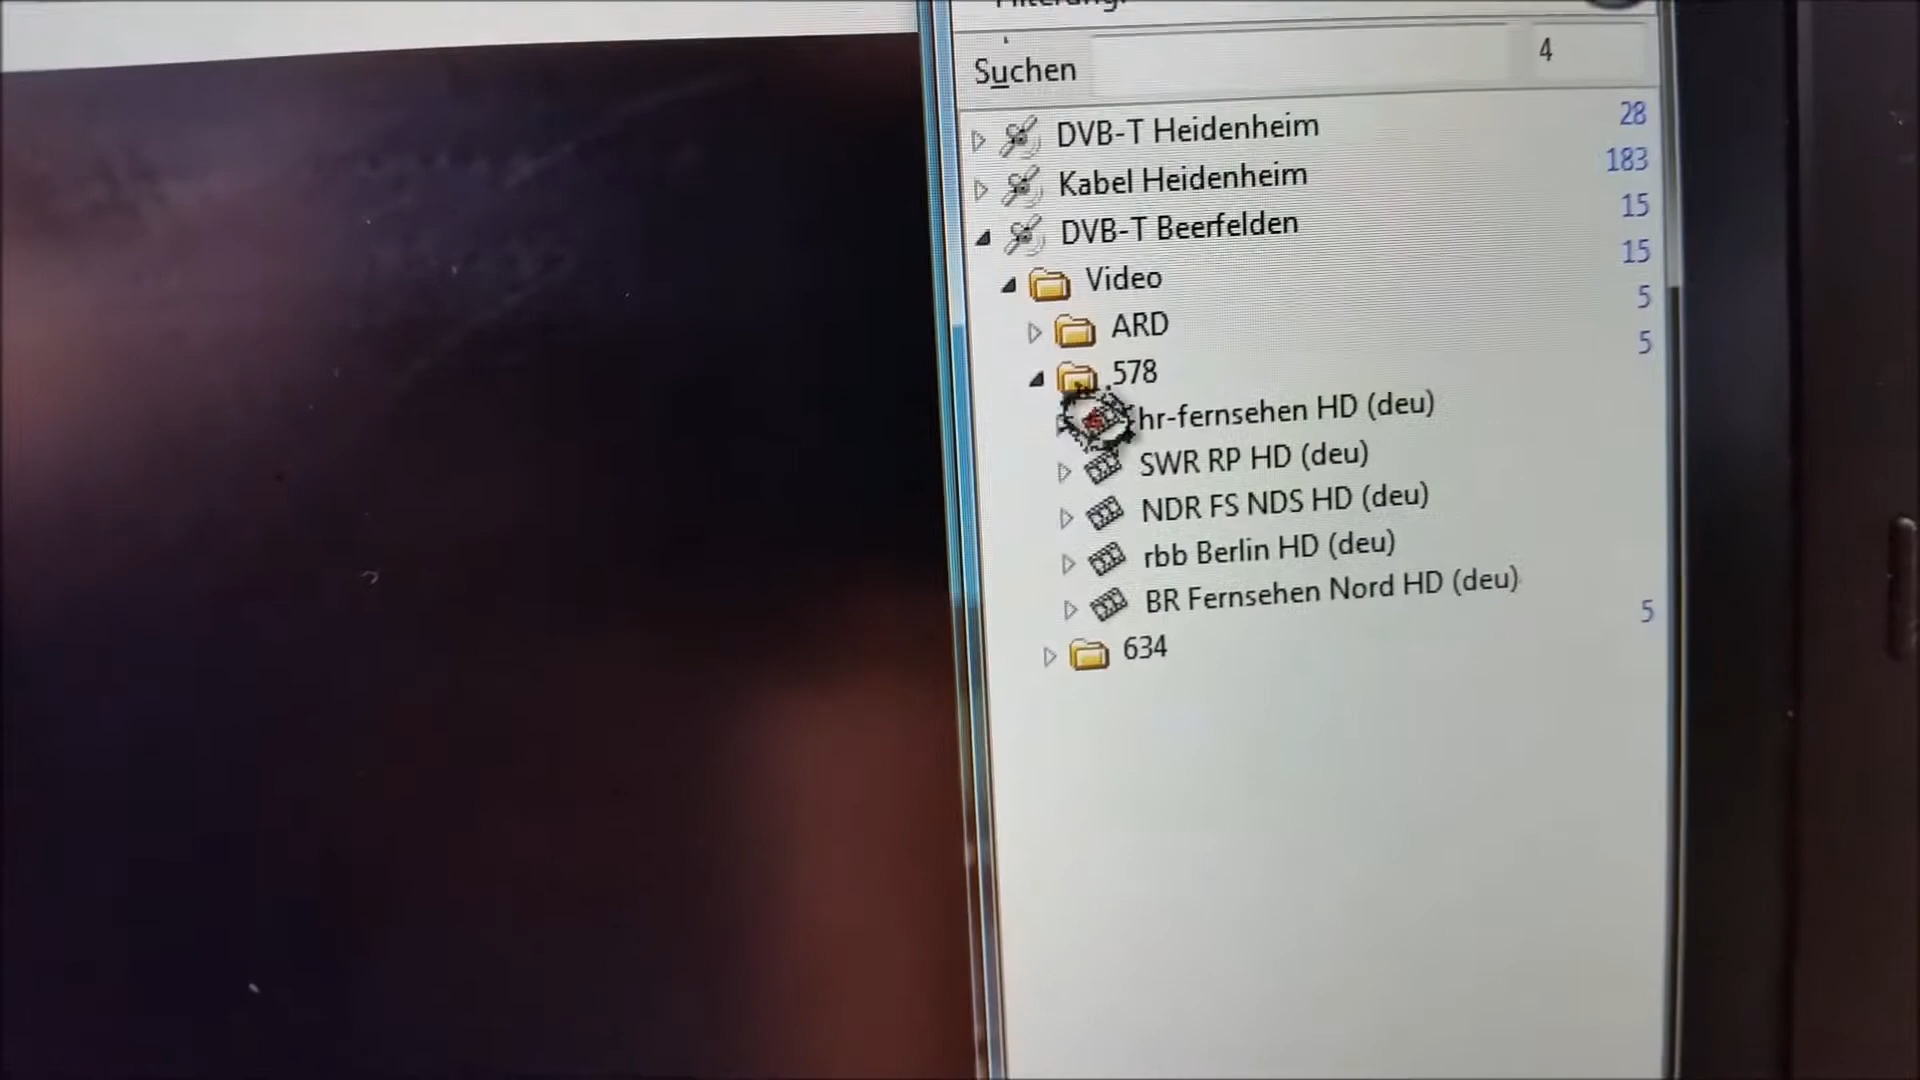 Filterung:
Suchen 4
DVB-T Heidenheim 28
Kabel Heidenheim 183
DVB-T Beerfelden 15
Video 15
ARD 5
578 5
hr-fernsehen HD (deu)
SWR RP HD (deu)
NDR FS NDS HD (deu)
rbb Berlin HD (deu)
BR Fernsehen Nord HD (deu)
634 5